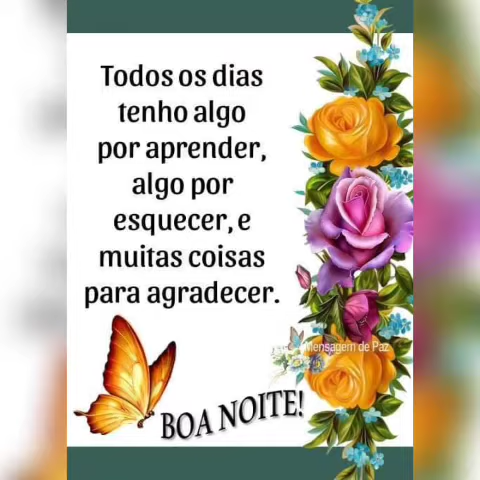 Todos os dias
tenho algo
por aprender,
algo por
esquecer, e
muitas coisas
para agradecer.
Mensagem de Paz
BOA NOITE!